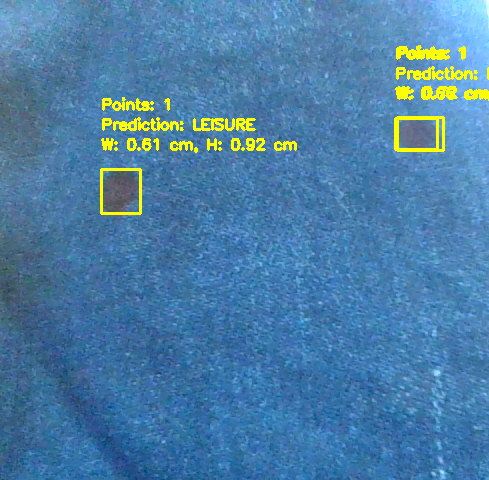 Points: 1
Prediction: LEISURE
W: 0.61 cm, H: 0.92 cm
Points: 1
Prediction:
W: